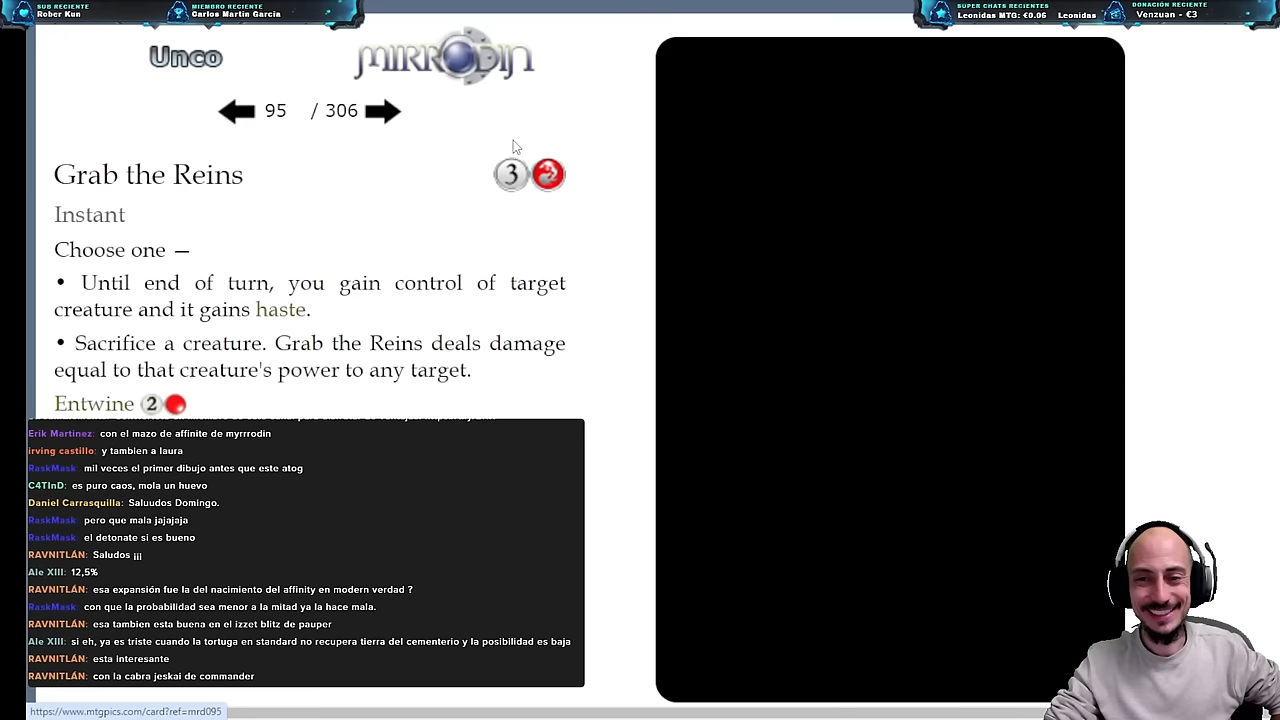 SUB RECIENTE
Rober Kun
MIEMBRO RECIENTE
Carlos Martin Garcia
SUPER CHATS RECIENTES
Leonidas MTG: €0.06 Leonidas
DONACIÓN RECIENTE
Venzuan - €3
Unco
MIRRODIN
95 / 306
Grab the Reins
3
Instant
Choose one —
• Until end of turn, you gain control of target
creature and it gains haste.
• Sacrifice a creature. Grab the Reins deals damage
equal to that creature's power to any target.
Entwine 2
Erik Martinez: con el mazo de affinite de myrrrodin
irving castillo: y tambien a laura
RaskMask: mil veces el primer dibujo antes que este atog
C4TInD: es puro caos, mola un huevo
Daniel Carrasquilla: Saluudos Domingo.
RaskMask: pero que mala jajajaja
RaskMask: el detonate si es bueno
RAVNITLÁN: Saludos ¡¡¡
Ale XIII: 12,5%
RAVNITLÁN: esa expansión fue la del nacimiento del affinity en modern verdad ?
RaskMask: con que la probabilidad sea menor a la mitad ya la hace mala.
RAVNITLÁN: esa tambien esta buena en el izzet blitz de pauper
Ale XIII: si eh, ya es triste cuando la tortuga en standard no recupera tierra del cementerio y la posibilidad es baja
RAVNITLÁN: esta interesante
RAVNITLÁN: con la cabra jeskai de commander
https://www.mtgpics.com/card?ref=mrd095